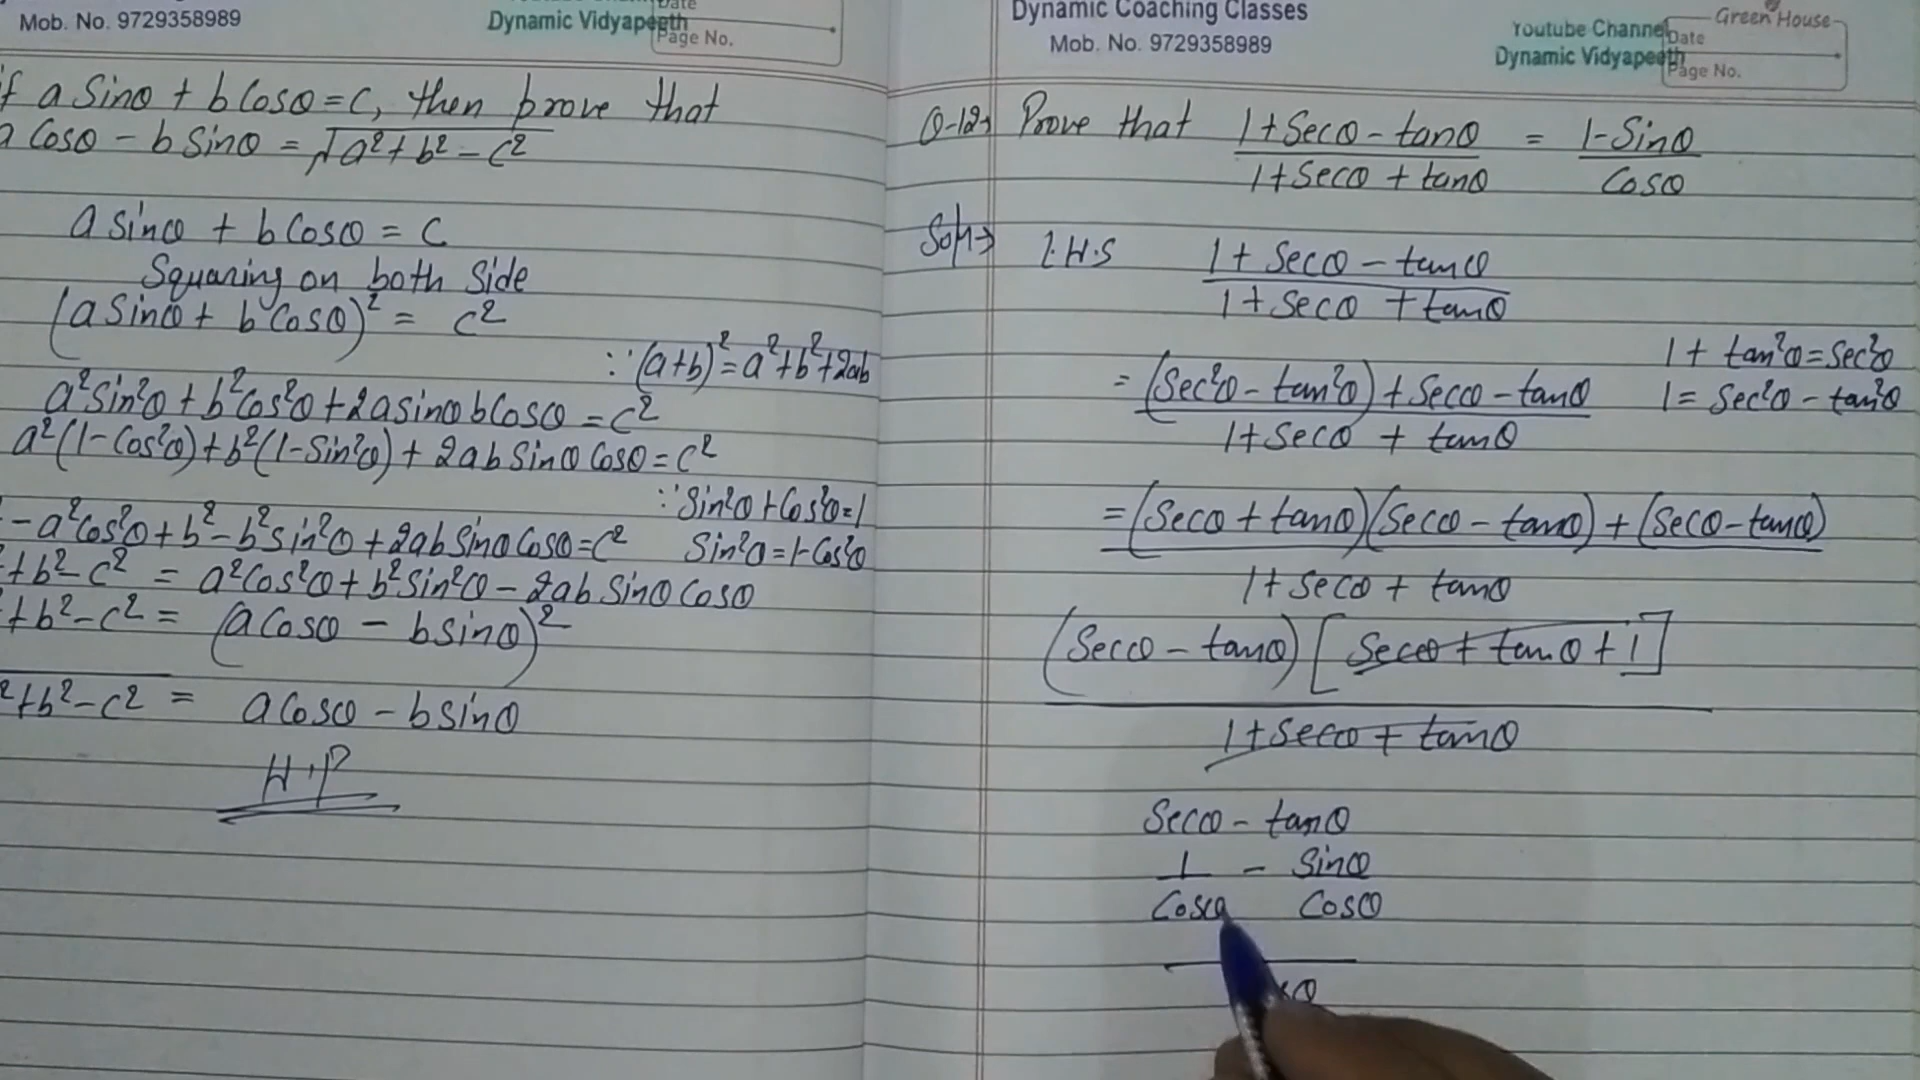 Mob. No. 9729358989
Dynamic Vidyapeeth
Date
Page No.
if a Sinθ + b Cosθ = C, then prove that
a Cosθ - b Sinθ = √a²+b²-c²
a sinθ + b Cosθ = C
Squaring on both Side
(a Sinθ + b Cosθ)² = c²
∵ (a+b)² = a²+b²+2ab
a²Sin²θ + b²Cos²θ + 2a sinθ b Cosθ = c²
a²(1-Cos²θ) + b²(1-Sin²θ) + 2ab Sinθ Cosθ = c²
∵ Sin²θ + Cos²θ = 1
- a²Cos²θ + b² - b²Sin²θ + 2ab Sinθ Cosθ = c²
Sin²θ = 1-Cos²θ
+ b² - c² = a²Cos²θ + b²Sin²θ - 2ab Sinθ Cosθ
+ b² - c² = (a Cosθ - b sinθ)²
²+b²-c² = a Cosθ - b sinθ
H.P
Dynamic Coaching Classes
Mob. No. 9729358989
Youtube Channel
Dynamic Vidyapeeth
Green House
Date
Page No.
Q-12 Prove that 1+Secθ-tanθ = 1-Sinθ
1+Secθ+tanθ Cosθ
Soln→ L.H.S 1+Secθ-tanθ
1+Secθ+tanθ
1 + tan²θ = Sec²θ
1 = Sec²θ - tan²θ
= (Sec²θ - tan²θ) + Secθ - tanθ
1+Secθ + tanθ
= (Secθ + tanθ)(Secθ - tanθ) + (Secθ - tanθ)
1+Secθ + tanθ
(Secθ - tanθ) [Secθ + tanθ + 1]
1+Secθ + tanθ
Secθ - tanθ
1 - Sinθ
Cosθ Cosθ